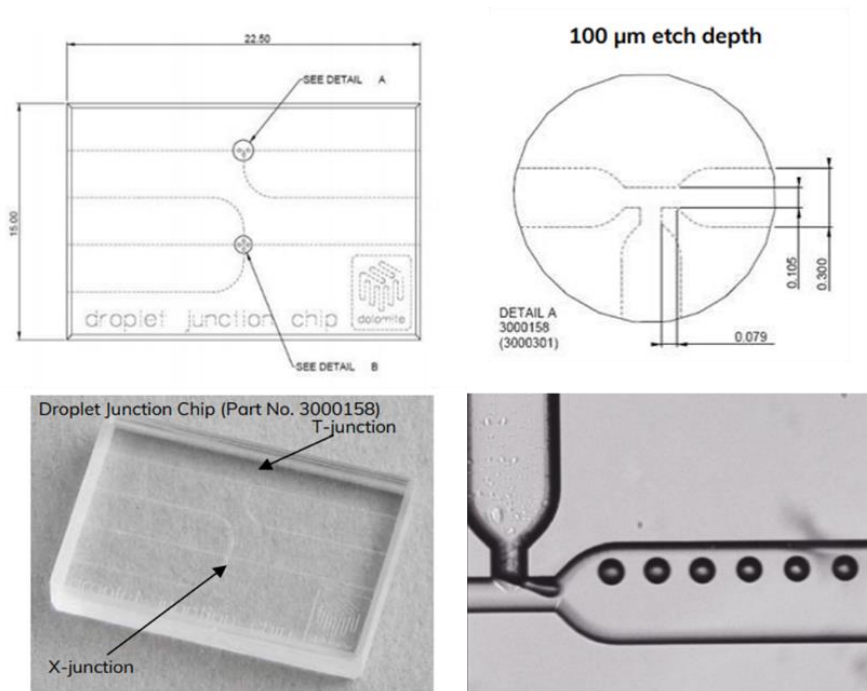 22.50
SEE DETAIL A
15.00
droplet junction chip
dolomite
SEE DETAIL B
100 µm etch depth
0.105
0.300
DETAIL A
3000158
(3000301)
0.079
Droplet Junction Chip (Part No. 3000158)
T-junction
X-junction